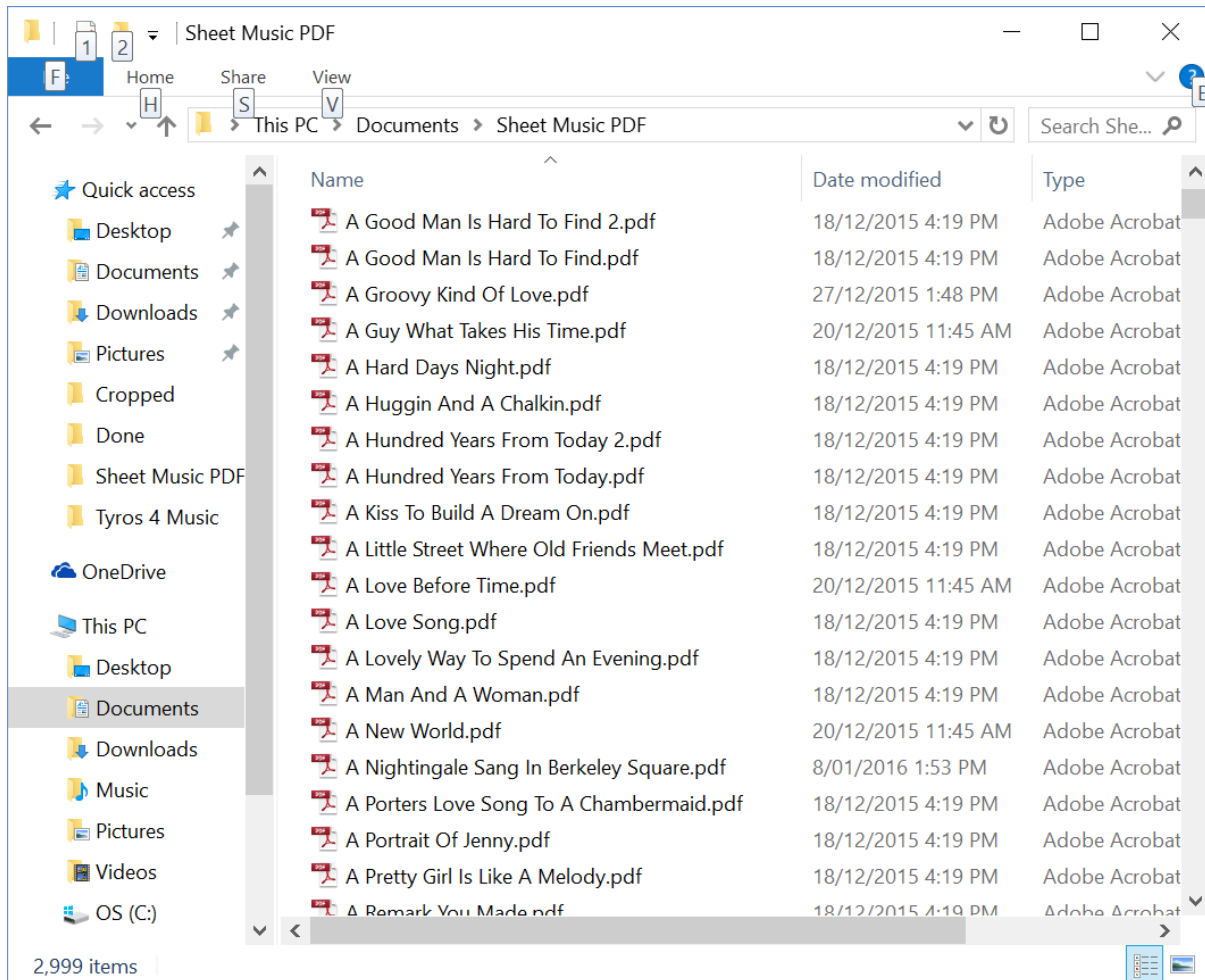 1 2 Sheet Music PDF
F Home Share View
H S V E
This PC > Documents > Sheet Music PDF Search She...
Name Date modified Type
Quick access
Desktop
Documents
Downloads
Pictures
Cropped
Done
Sheet Music PDF
Tyros 4 Music
OneDrive
This PC
Desktop
Documents
Downloads
Music
Pictures
Videos
OS (C:)
A Good Man Is Hard To Find 2.pdf 18/12/2015 4:19 PM Adobe Acrobat
A Good Man Is Hard To Find.pdf 18/12/2015 4:19 PM Adobe Acrobat
A Groovy Kind Of Love.pdf 27/12/2015 1:48 PM Adobe Acrobat
A Guy What Takes His Time.pdf 20/12/2015 11:45 AM Adobe Acrobat
A Hard Days Night.pdf 18/12/2015 4:19 PM Adobe Acrobat
A Huggin And A Chalkin.pdf 18/12/2015 4:19 PM Adobe Acrobat
A Hundred Years From Today 2.pdf 18/12/2015 4:19 PM Adobe Acrobat
A Hundred Years From Today.pdf 18/12/2015 4:19 PM Adobe Acrobat
A Kiss To Build A Dream On.pdf 18/12/2015 4:19 PM Adobe Acrobat
A Little Street Where Old Friends Meet.pdf 18/12/2015 4:19 PM Adobe Acrobat
A Love Before Time.pdf 20/12/2015 11:45 AM Adobe Acrobat
A Love Song.pdf 18/12/2015 4:19 PM Adobe Acrobat
A Lovely Way To Spend An Evening.pdf 18/12/2015 4:19 PM Adobe Acrobat
A Man And A Woman.pdf 18/12/2015 4:19 PM Adobe Acrobat
A New World.pdf 20/12/2015 11:45 AM Adobe Acrobat
A Nightingale Sang In Berkeley Square.pdf 8/01/2016 1:53 PM Adobe Acrobat
A Porters Love Song To A Chambermaid.pdf 18/12/2015 4:19 PM Adobe Acrobat
A Portrait Of Jenny.pdf 18/12/2015 4:19 PM Adobe Acrobat
A Pretty Girl Is Like A Melody.pdf 18/12/2015 4:19 PM Adobe Acrobat
A Remark You Made.pdf 18/12/2015 4:19 PM Adobe Acrobat
2,999 items